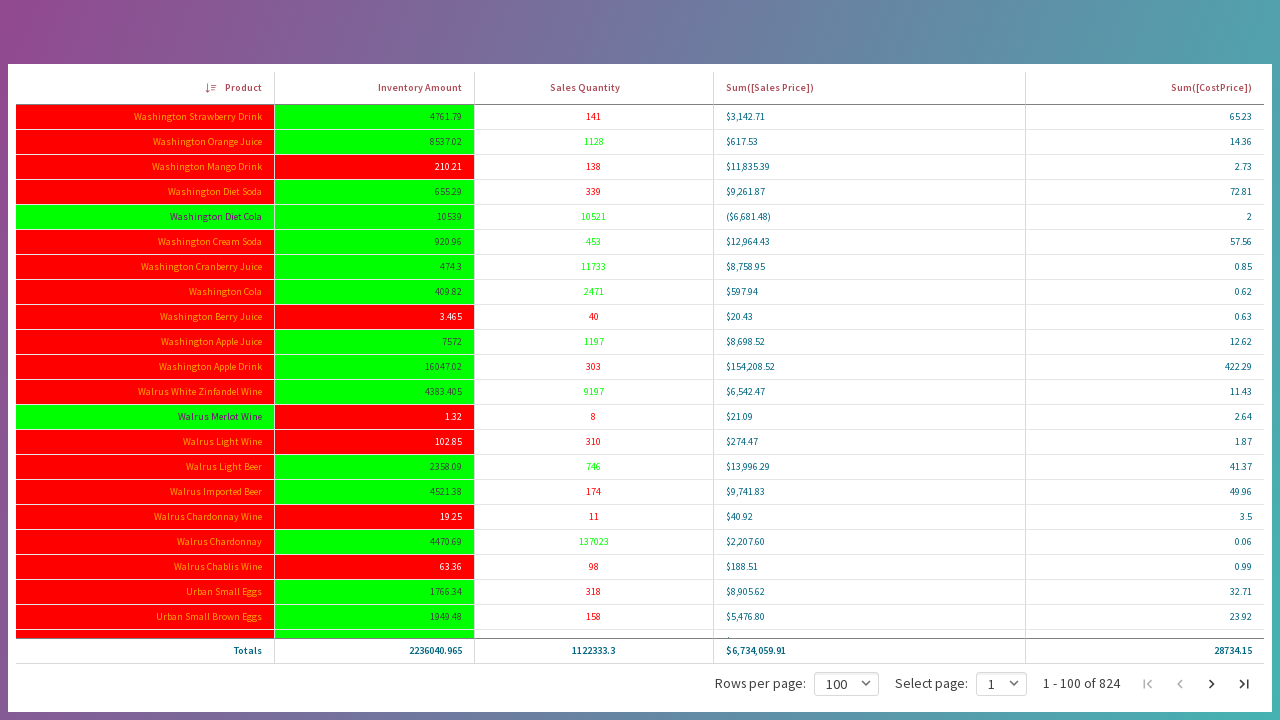 Product Inventory Amount Sales Quantity Sum([Sales Price]) Sum([CostPrice])
Washington Strawberry Drink 4761.79 141 $3,142.71 65.23
Washington Orange Juice 8537.02 1128 $617.53 14.36
Washington Mango Drink 210.21 138 $11,835.39 2.73
Washington Diet Soda 655.29 339 $9,261.87 72.81
Washington Diet Cola 10539 10521 ($6,681.48) 2
Washington Cream Soda 920.96 453 $12,964.43 57.56
Washington Cranberry Juice 474.3 11733 $8,758.95 0.85
Washington Cola 409.82 2471 $597.94 0.62
Washington Berry Juice 3.465 40 $20.43 0.63
Washington Apple Juice 7572 1197 $8,698.52 12.62
Washington Apple Drink 16047.02 303 $154,208.52 422.29
Walrus White Zinfandel Wine 4383.405 9197 $6,542.47 11.43
Walrus Merlot Wine 1.32 8 $21.09 2.64
Walrus Light Wine 102.85 310 $274.47 1.87
Walrus Light Beer 2358.09 746 $13,996.29 41.37
Walrus Imported Beer 4521.38 174 $9,741.83 49.96
Walrus Chardonnay Wine 19.25 11 $40.92 3.5
Walrus Chardonnay 4470.69 137023 $2,207.60 0.06
Walrus Chablis Wine 63.36 98 $188.51 0.99
Urban Small Eggs 1766.34 318 $8,905.62 32.71
Urban Small Brown Eggs 1949.48 158 $5,476.80 23.92
Totals 2236040.965 1122333.3 $6,734,059.91 28734.15
Rows per page: 100 Select page: 1 1 - 100 of 824